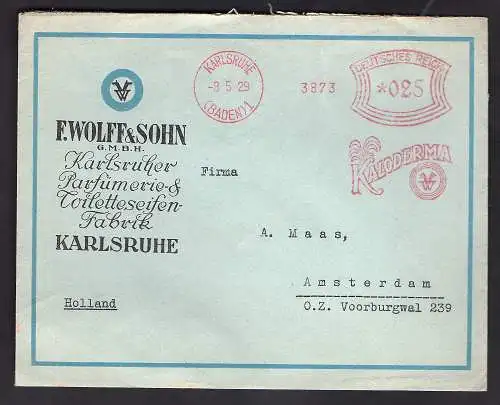 F. WOLFF & SOHN
G.M.B.H.
Karlsruher
Parfümerie- &
Toiletteseifen-
Fabrik
KARLSRUHE
KARLSRUHE
-8.5.29
(BADEN) 1
3873
DEUTSCHES REICH
*025
KALODERMA
Firma
A. Maas,
Amsterdam
O.Z. Voorburgwal 239
Holland